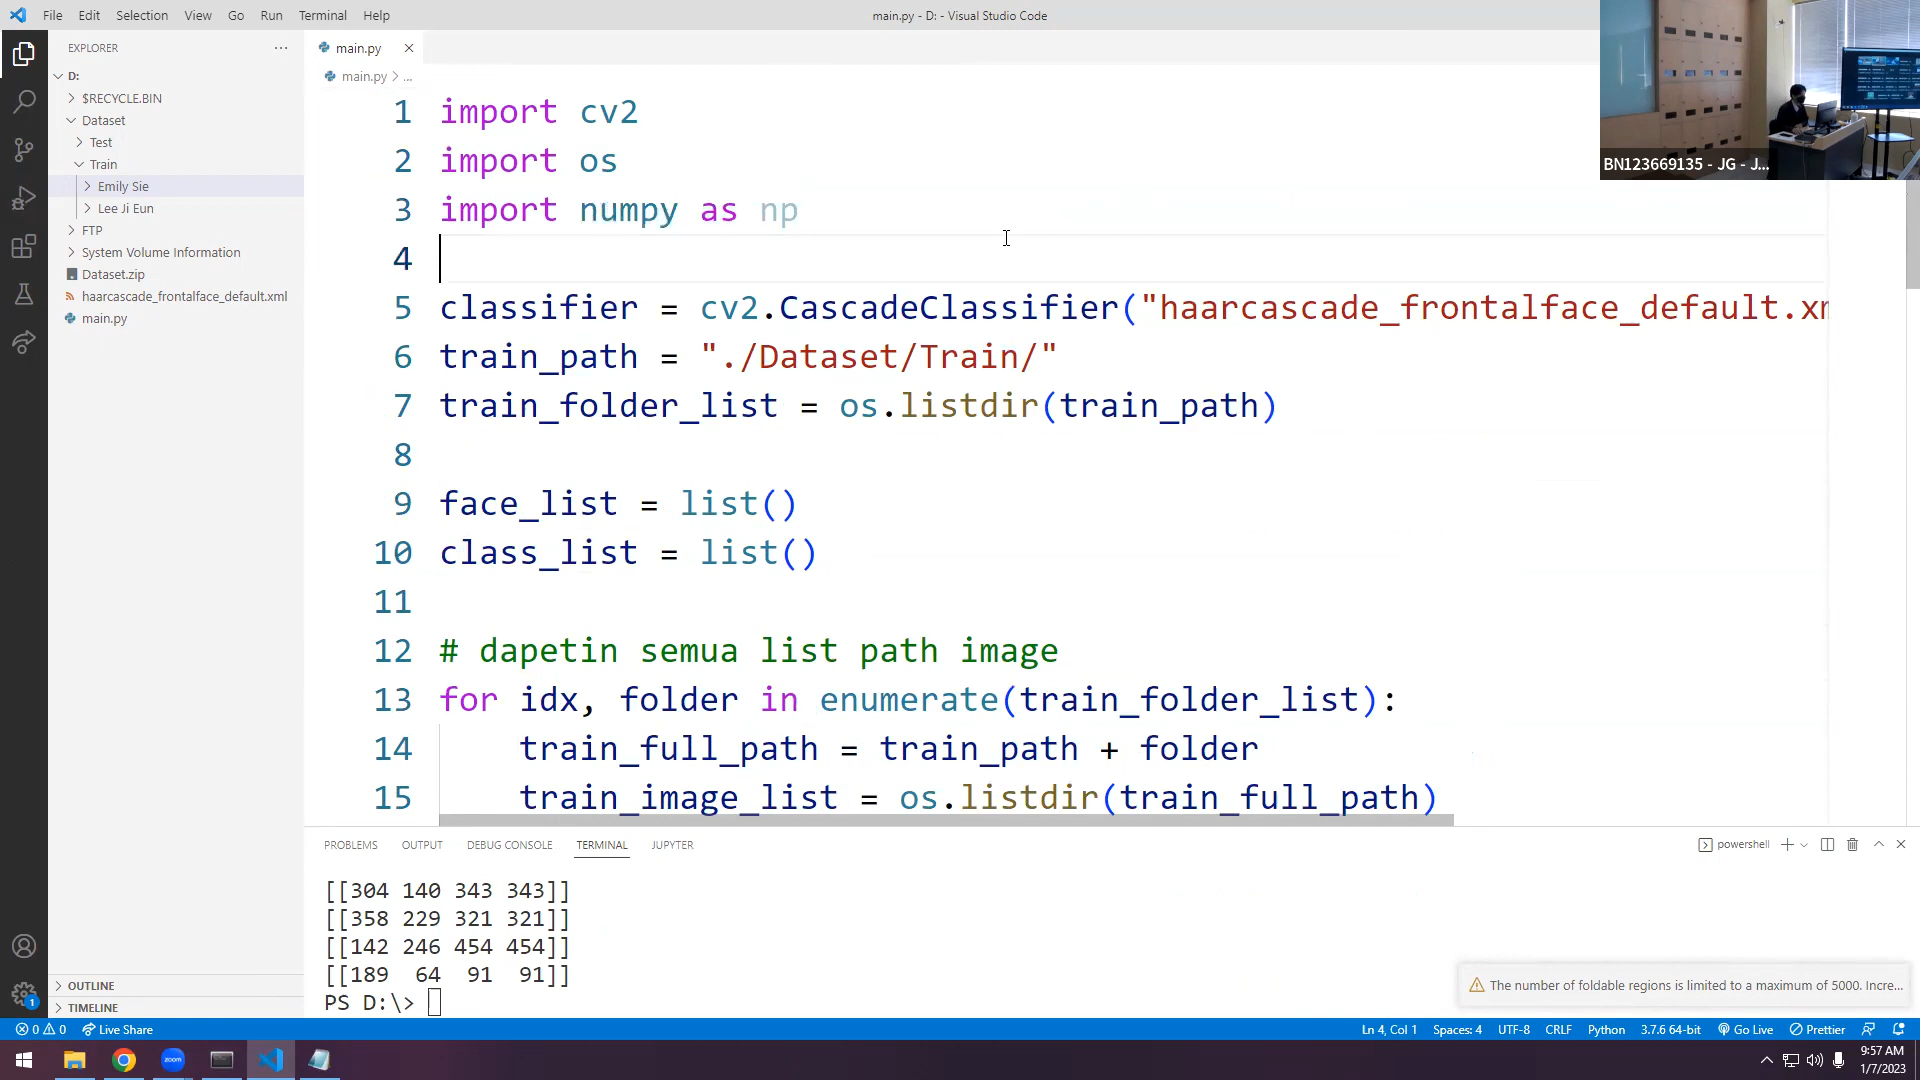 File Edit Selection View Go Run Terminal Help
main.py - D: - Visual Studio Code
EXPLORER
D:
$RECYCLE.BIN
Dataset
Test
Train
Emily Sie
Lee Ji Eun
FTP
System Volume Information
Dataset.zip
haarcascade_frontalface_default.xml
main.py
OUTLINE
TIMELINE
main.py
main.py > ...
1 import cv2
2 import os
3 import numpy as np
4
5 classifier = cv2.CascadeClassifier("haarcascade_frontalface_default.xm
6 train_path = "./Dataset/Train/"
7 train_folder_list = os.listdir(train_path)
8
9 face_list = list()
10 class_list = list()
11
12 # dapetin semua list path image
13 for idx, folder in enumerate(train_folder_list):
14 train_full_path = train_path + folder
15 train_image_list = os.listdir(train_full_path)
BN123669135 - JG - J...
PROBLEMS OUTPUT DEBUG CONSOLE TERMINAL JUPYTER
powershell
[[304 140 343 343]]
[[358 229 321 321]]
[[142 246 454 454]]
[[189 64 91 91]]
PS D:\>
The number of foldable regions is limited to a maximum of 5000. Incre...
0 0 Live Share
Ln 4, Col 1 Spaces: 4 UTF-8 CRLF Python 3.7.6 64-bit Go Live Prettier
1
zoom
9:57 AM
1/7/2023